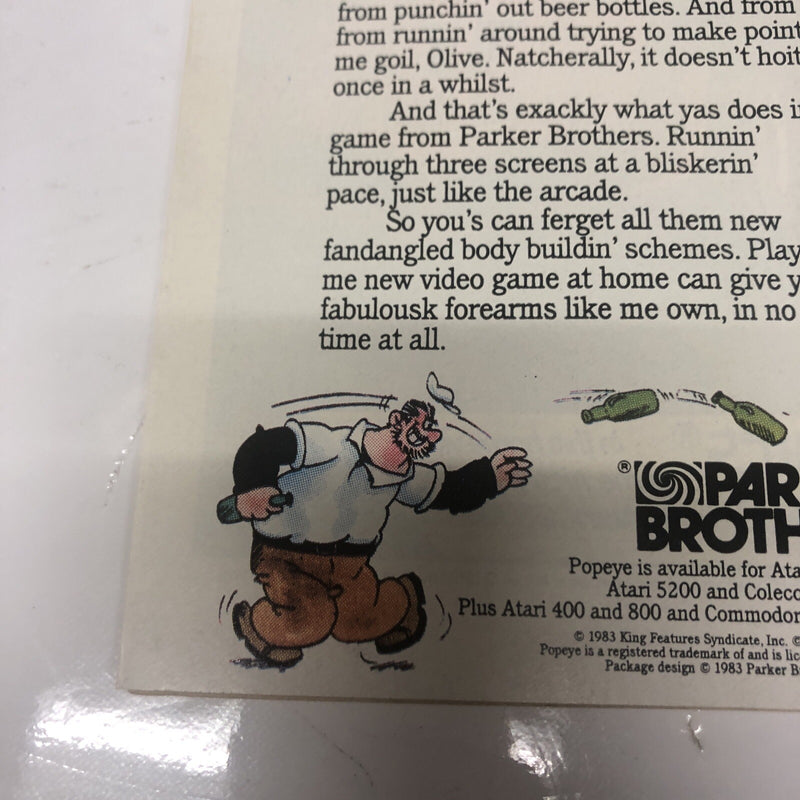 from punchin' out beer bottles. And from
from runnin' around trying to make point
me goil, Olive. Natcherally, it doesn't hoit
once in a whilst.
And that's exackly what yas does i
game from Parker Brothers. Runnin'
through three screens at a bliskerin'
pace, just like the arcade.
So you's can ferget all them new
fandangled body buildin' schemes. Play
me new video game at home can give y
fabulousk forearms like me own, in no
time at all.
® PAR
BROTH
Popeye is available for Ata
Atari 5200 and Coleco
Plus Atari 400 and 800 and Commodor
© 1983 King Features Syndicate, Inc. ©
Popeye is a registered trademark of and is lic
Package design © 1983 Parker B